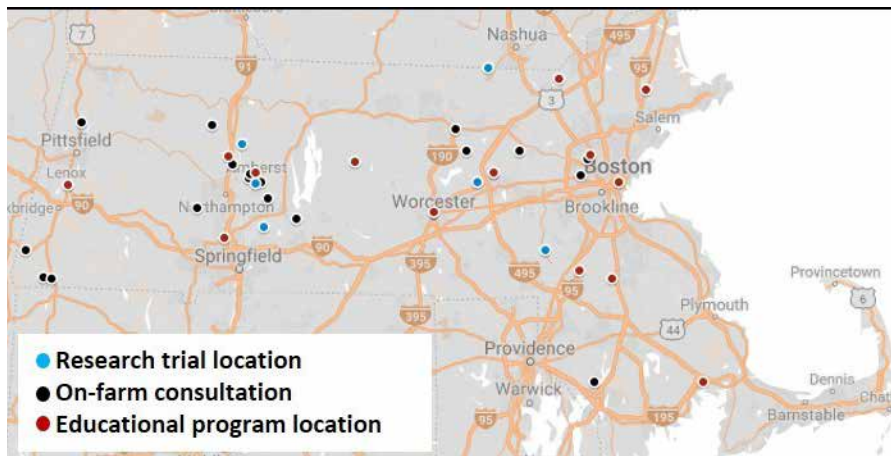 Nashua
495
7
91
95
3
Salem
Pittsfield
190
Boston
Lenox
Amherst
90
Northampton
Worcester
Brookline
Springfield
90
395
495
95
Provincetown
6
395
Plymouth
44
Providence
Research trial location
On-farm consultation
Educational program location
Warwick
Dennis
Chat
Barnstable
195
95